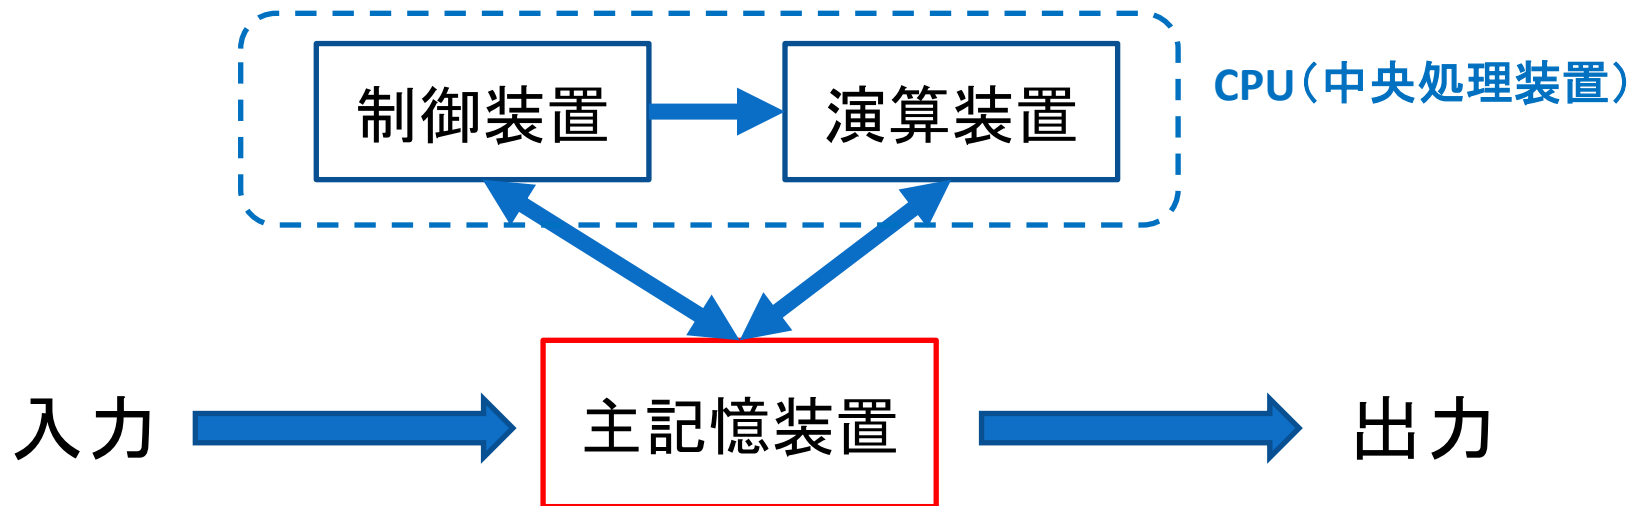 CPU(中央処理装置)
制御装置
演算装置
入力
主記憶装置
出力